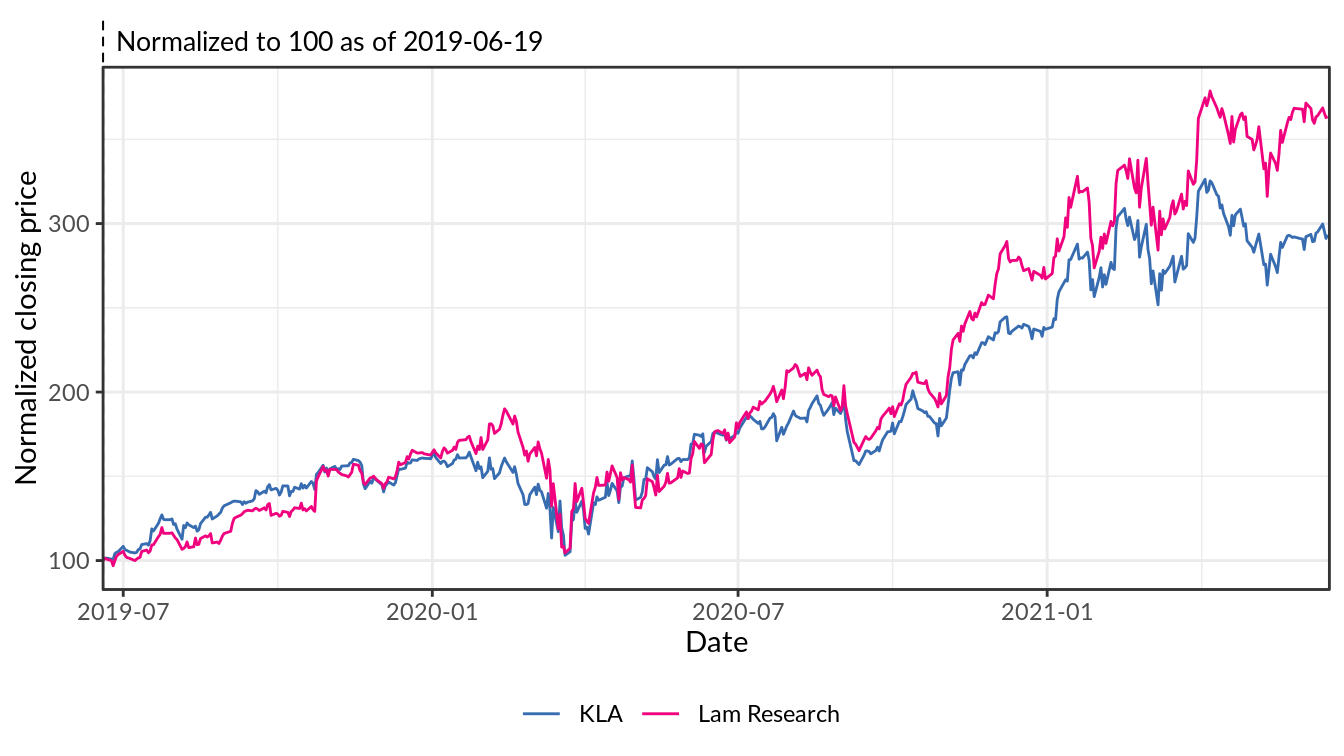 Normalized to 100 as of 2019-06-19
Normalized closing price
300
200
100
2019-07 2020-01 2020-07 2021-01
Date
KLA Lam Research